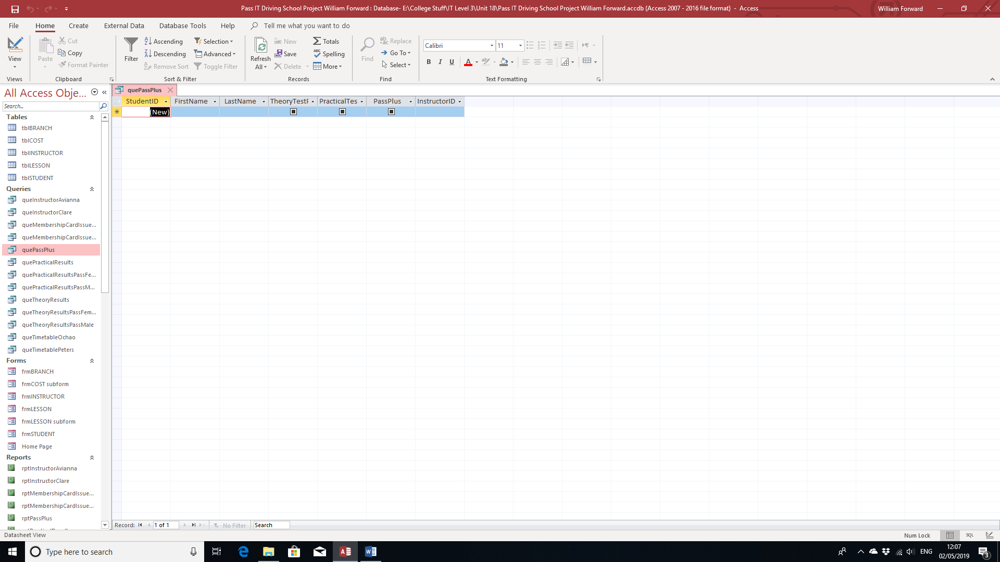 Pass IT Driving School Project William Forward : Database- E:\College Stuff\IT Level 3\Unit 18\Pass IT Driving School Project William Forward.accdb (Access 2007 - 2016 file format) - Access
William Forward
File Home Create External Data Database Tools Help Tell me what you want to do
View
Views
Paste
Cut
Copy
Format Painter
Clipboard
Filter
Ascending
Descending
Remove Sort
Selection
Advanced
Toggle Filter
Sort & Filter
Refresh
All
New
Save
Delete
Totals
Spelling
More
Records
Find
Replace
Go To
Select
Find
Calibri 11
B I U
Text Formatting
All Access Obje...
Search...
Tables
tblBRANCH
tblCOST
tblINSTRUCTOR
tblLESSON
tblSTUDENT
Queries
queInstructorAvianna
queInstructorClare
queMembershipCardIssue...
queMembershipCardIssue...
quePassPlus
quePracticalResults
quePracticalResultsPassFe...
quePracticalResultsPassM...
queTheoryResults
queTheoryResultsPassFem...
queTheoryResultsPassMale
queTimetableOchao
queTimetablePeters
Forms
frmBRANCH
frmCOST subform
frmINSTRUCTOR
frmLESSON
frmLESSON subform
frmSTUDENT
Home Page
Reports
rptInstructorAvianna
rptInstructorClare
rptMembershipCardIssue...
rptMembershipCardIssue...
rptPassPlus
quePassPlus
StudentID FirstName LastName TheoryTestP PracticalTes PassPlus InstructorID
(New)
Record: 1 of 1 No Filter Search
Datasheet View
Num Lock SQL
Type here to search
ENG
12:07
02/05/2019
3